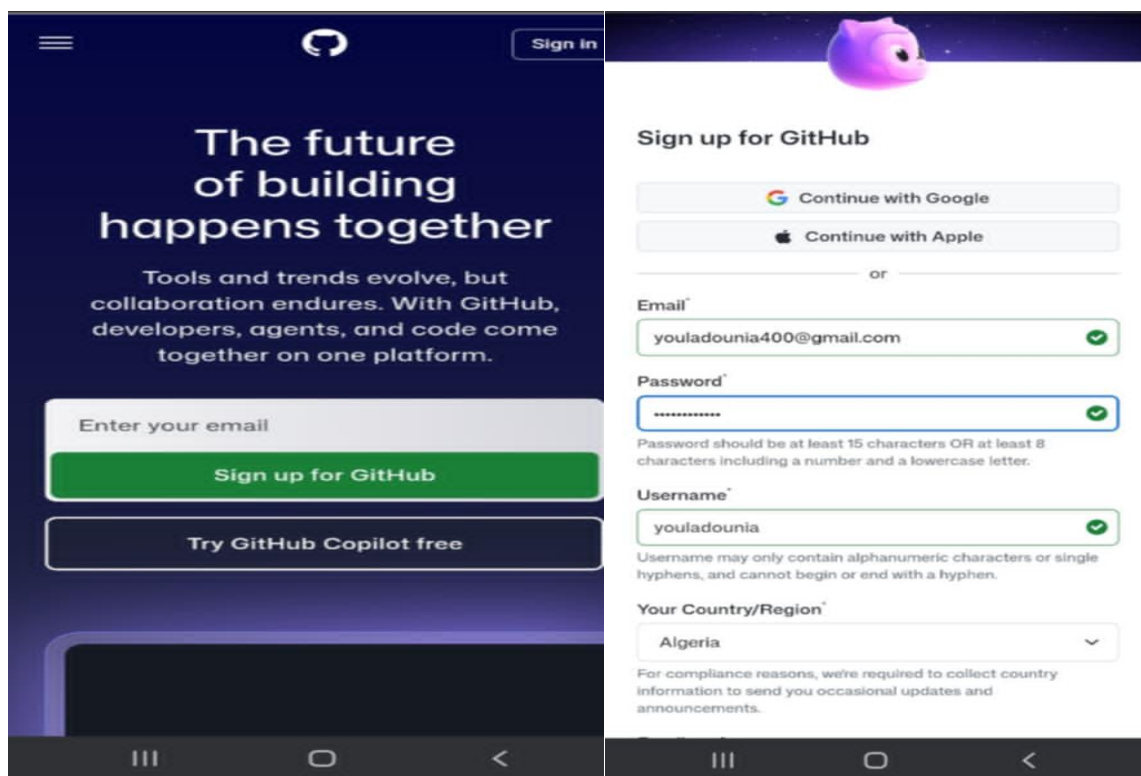 Sign in
The future
of building
happens together
Tools and trends evolve, but
collaboration endures. With GitHub,
developers, agents, and code come
together on one platform.
Enter your email
Sign up for GitHub
Try GitHub Copilot free
Sign up for GitHub
Continue with Google
Continue with Apple
or
Email*
youladounia400@gmail.com
Password*
••••••••••••
Password should be at least 15 characters OR at least 8
characters including a number and a lowercase letter.
Username*
youladounia
Username may only contain alphanumeric characters or single
hyphens, and cannot begin or end with a hyphen.
Your Country/Region*
Algeria
For compliance reasons, we're required to collect country
information to send you occasional updates and
announcements.